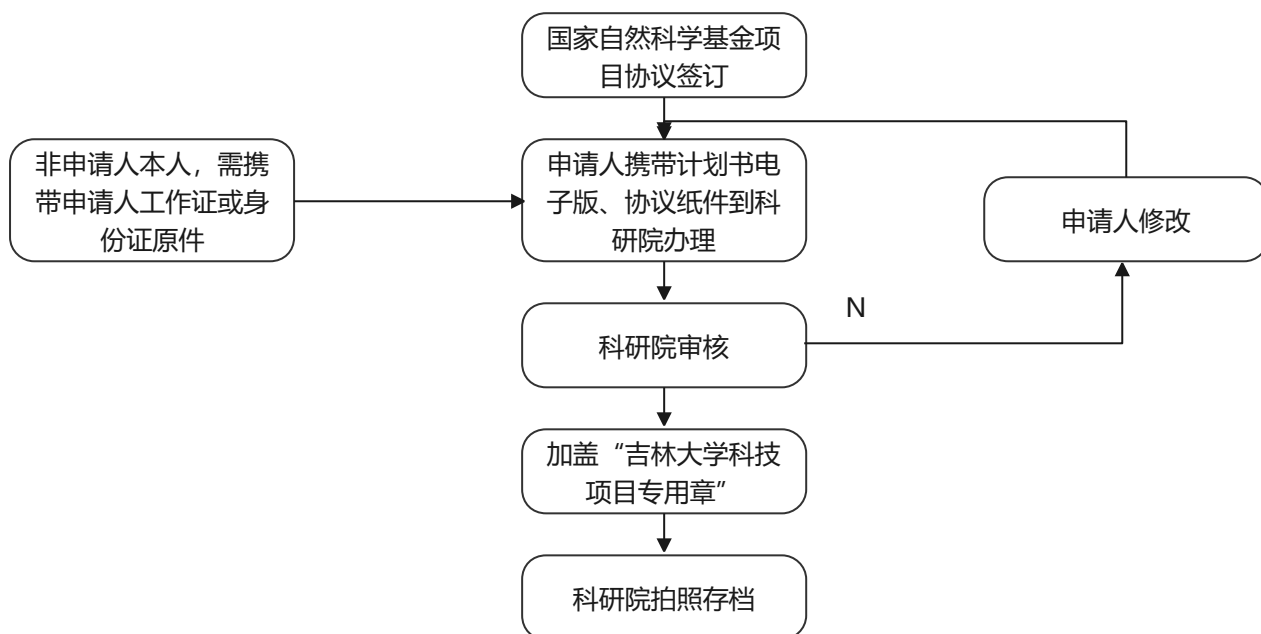 国家自然科学基金项
目协议签订
非申请人本人，需携
带申请人工作证或身
份证原件
申请人携带计划书电
子版、协议纸件到科
研院办理
申请人修改
N
科研院审核
加盖“吉林大学科技
项目专用章”
科研院拍照存档